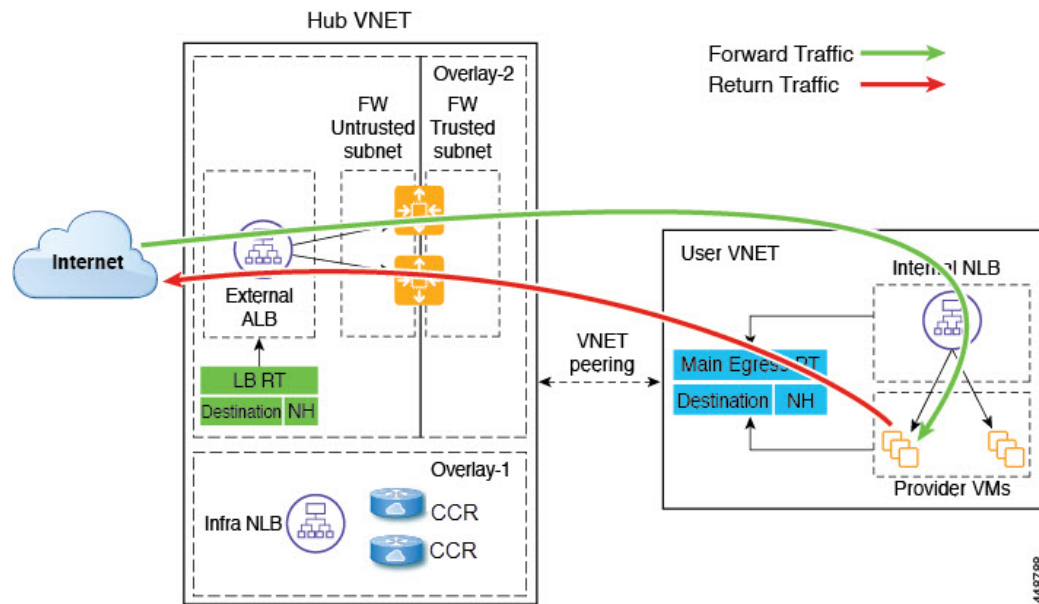 Hub VNET
Forward Traffic
Return Traffic
Overlay-2
FW
Untrusted
subnet
FW
Trusted
subnet
Internet
External
ALB
LB RT
Destination
NH
User VNET
Internal NLB
VNET
peering
Main Egress RT
Destination
NH
Provider VMs
Overlay-1
Infra NLB
CCR
CCR
449789